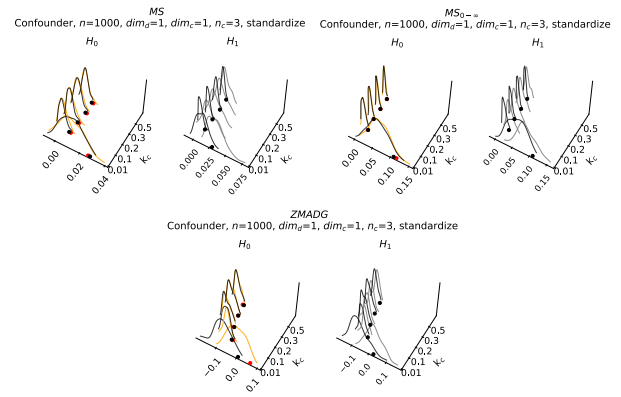 MS
Confounder, n=1000, dim_d=1, dim_c=1, n_c=3, standardize
H_0 H_1
0.5
0.3
0.2
0.1
0.01
k_c
0.00 0.02 0.04
0.5
0.3
0.2
0.1
0.01
k_c
0.000 0.025 0.050 0.075
MS_{0−∞}
Confounder, n=1000, dim_d=1, dim_c=1, n_c=3, standardize
H_0 H_1
0.5
0.3
0.2
0.1
0.01
k_c
0.00 0.05 0.10 0.15
0.5
0.3
0.2
0.1
0.01
k_c
0.00 0.05 0.10 0.15
ZMADG
Confounder, n=1000, dim_d=1, dim_c=1, n_c=3, standardize
H_0 H_1
0.5
0.3
0.2
0.1
0.01
k_c
−0.1 0.0 0.1
0.5
0.3
0.2
0.1
0.01
k_c
−0.1 0.0 0.1